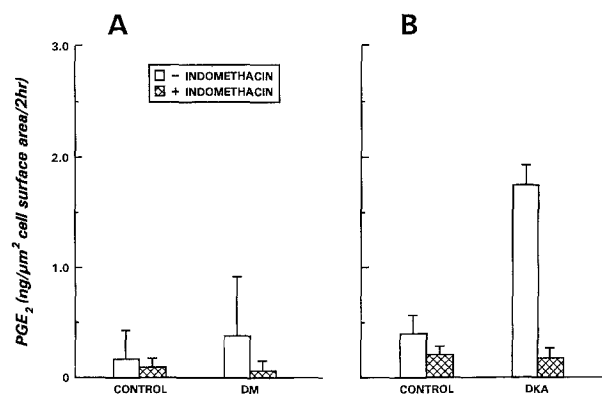 A
B
3.0
2.0
1.0
0
− INDOMETHACIN
+ INDOMETHACIN
PGE2 (ng/μm2 cell surface area/2hr)
CONTROL
DM
CONTROL
DKA